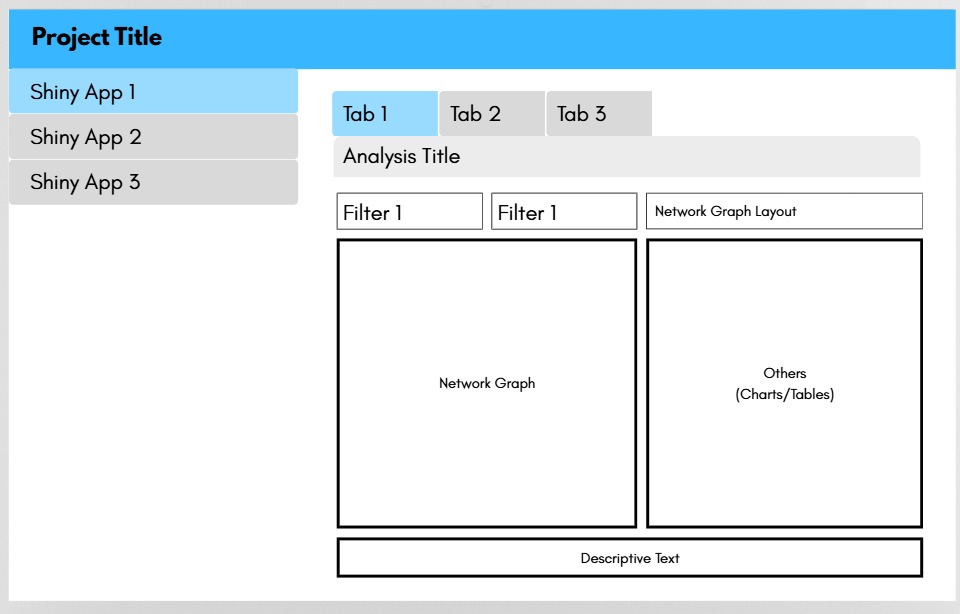 Project Title
Shiny App 1
Shiny App 2
Shiny App 3
Tab 1
Tab 2
Tab 3
Analysis Title
Filter 1
Filter 1
Network Graph Layout
Network Graph
Others
(Charts/Tables)
Descriptive Text